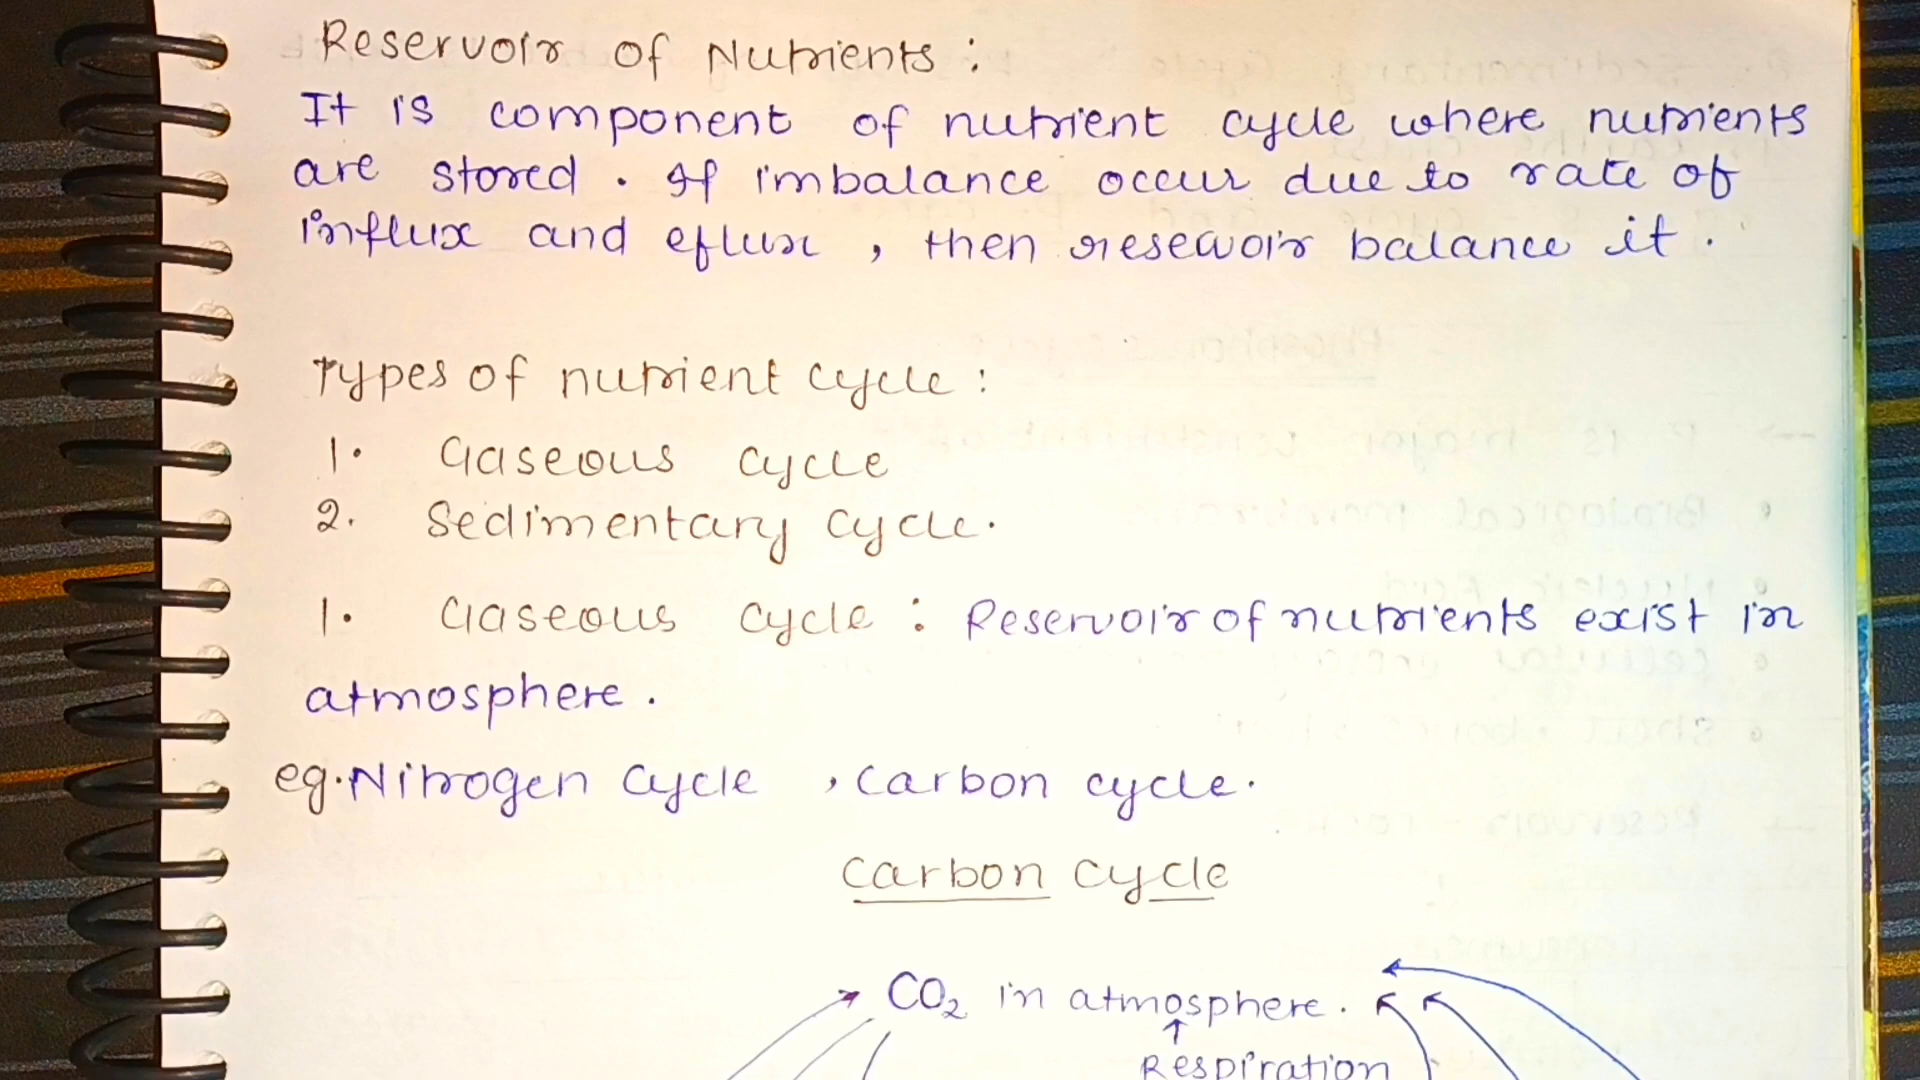 Reservoir of Nutrients :
It is component of nutrient cycle where nutrients
are stored . If imbalance occur due to rate of
influx and eflux , then resevoir balance it .
Types of nutrient cycle :
1. Gaseous cycle
2. Sedimentary cycle.
1. Gaseous cycle : Reservoir of nutrients exist in
atmosphere .
eg. Nitrogen cycle , Carbon cycle.
Carbon Cycle
CO₂ in atmosphere .
Respiration